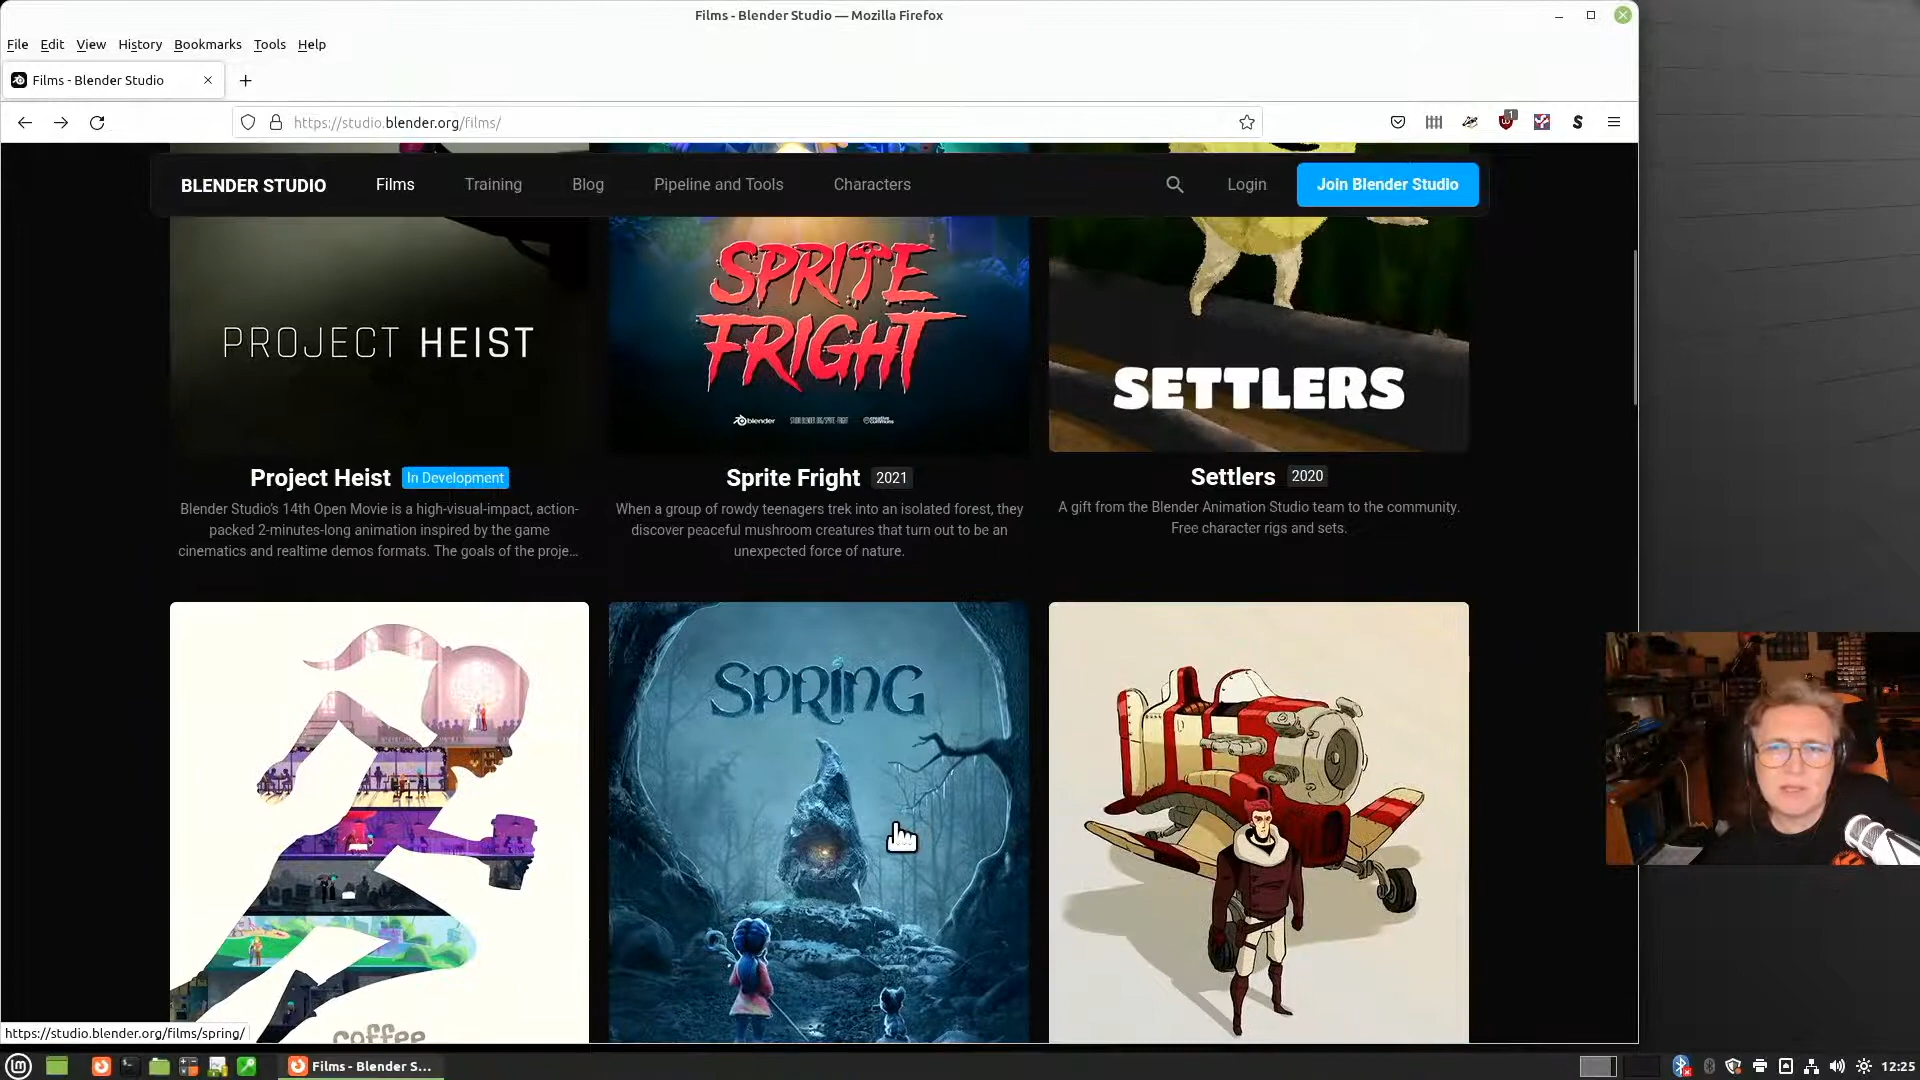 Films - Blender Studio — Mozilla Firefox
File Edit View History Bookmarks Tools Help
Films - Blender Studio
https://studio.blender.org/films/
BLENDER STUDIO Films Training Blog Pipeline and Tools Characters Login Join Blender Studio
PROJECT HEIST
SPRITE
FRIGHT
blender
SETTLERS
Project Heist In Development
Blender Studio's 14th Open Movie is a high-visual-impact, action-
packed 2-minutes-long animation inspired by the game
cinematics and realtime demos formats. The goals of the proje...
Sprite Fright 2021
When a group of rowdy teenagers trek into an isolated forest, they
discover peaceful mushroom creatures that turn out to be an
unexpected force of nature.
Settlers 2020
A gift from the Blender Animation Studio team to the community.
Free character rigs and sets.
SPRING
coffee
https://studio.blender.org/films/spring/
Films - Blender S...
12:25